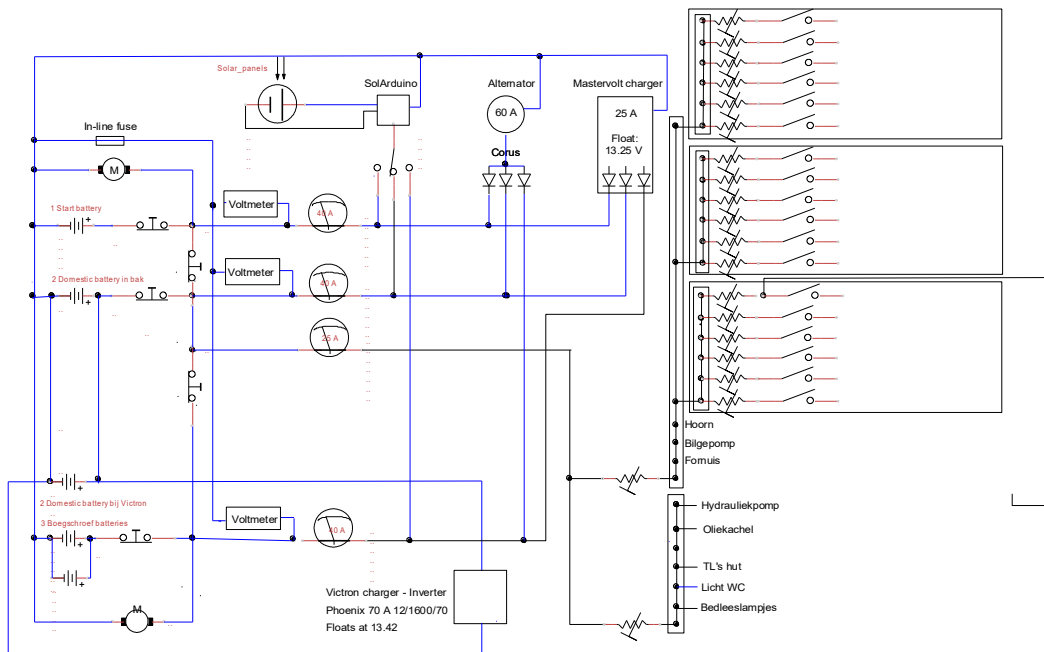 Solar_panels
SolArduino
Alternator
Mastervolt charger
60 A
25 A
Float:
13.25 V
In-line fuse
Corus
M
Voltmeter
40 A
1 Start battery
Voltmeter
40 A
2 Domestic battery in bak
25 A
Hoorn
Bilgepomp
Fornuis
2 Domestic battery bij Victron
3 Boegschroef batteries
Voltmeter
40 A
Hydrauliekpomp
Oliekachel
TL's hut
Licht WC
Bedleeslampjes
M
Victron charger - Inverter
Phoenix 70 A 12/1600/70
Floats at 13.42